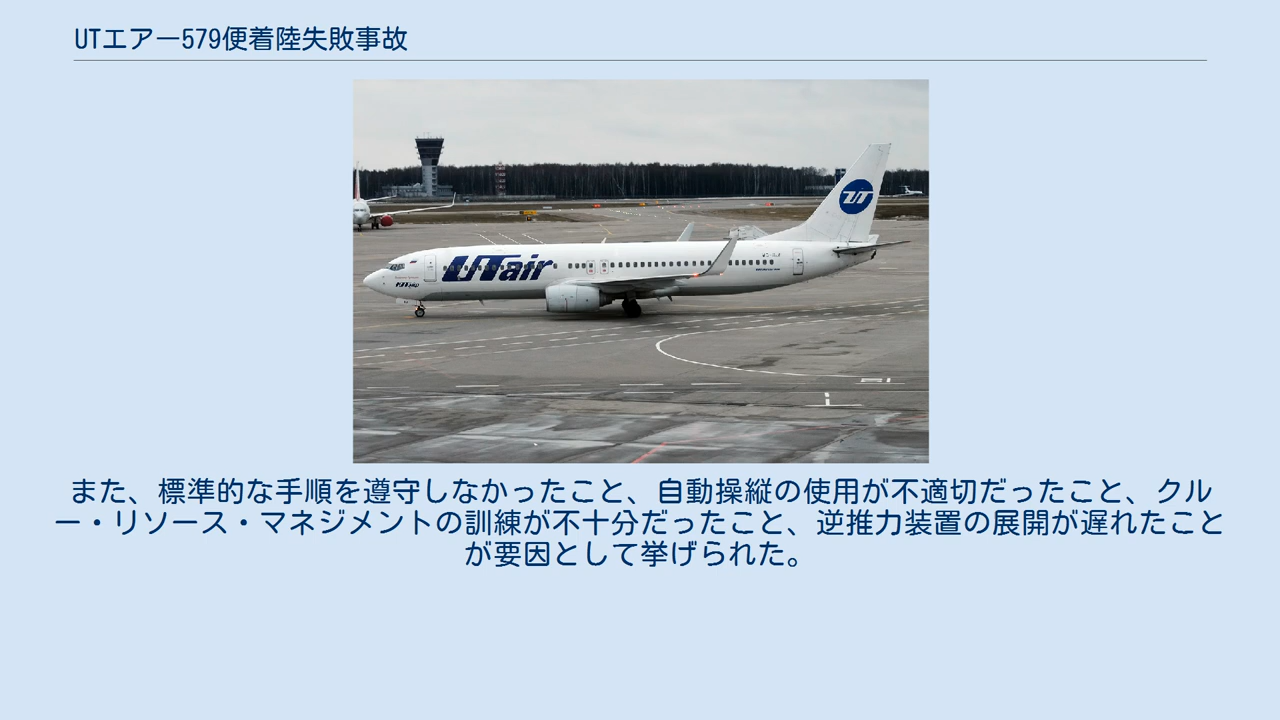 UTエアー579便着陸失敗事故
UTair
UT
また、標準的な手順を遵守しなかったこと、自動操縦の使用が不適切だったこと、クル
ー・リソース・マネジメントの訓練が不十分だったこと、逆推力装置の展開が遅れたこと
が要因として挙げられた。